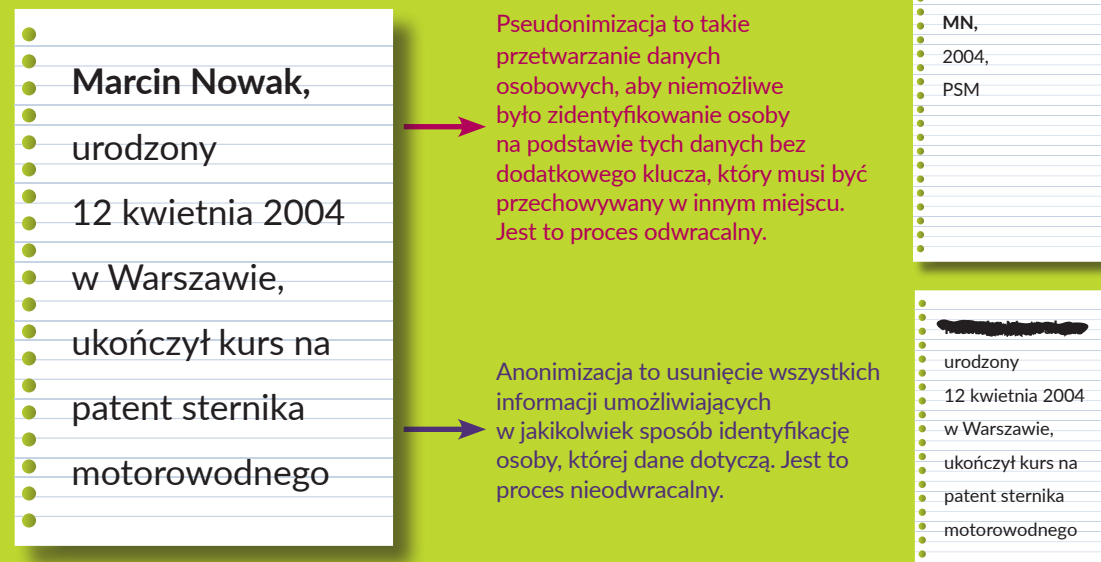 Marcin Nowak,
urodzony
12 kwietnia 2004
w Warszawie,
ukończył kurs na
patent sternika
motorowodnego
Pseudonimizacja to takie
przetwarzanie danych
osobowych, aby niemożliwe
było zidentyfikowanie osoby
na podstawie tych danych bez
dodatkowego klucza, który musi być
przechowywany w innym miejscu.
Jest to proces odwracalny.
MN,
2004,
PSM
Anonimizacja to usunięcie wszystkich
informacji umożliwiających
w jakikolwiek sposób identyfikację
osoby, której dane dotyczą. Jest to
proces nieodwracalny.
urodzony
12 kwietnia 2004
w Warszawie,
ukończył kurs na
patent sternika
motorowodnego